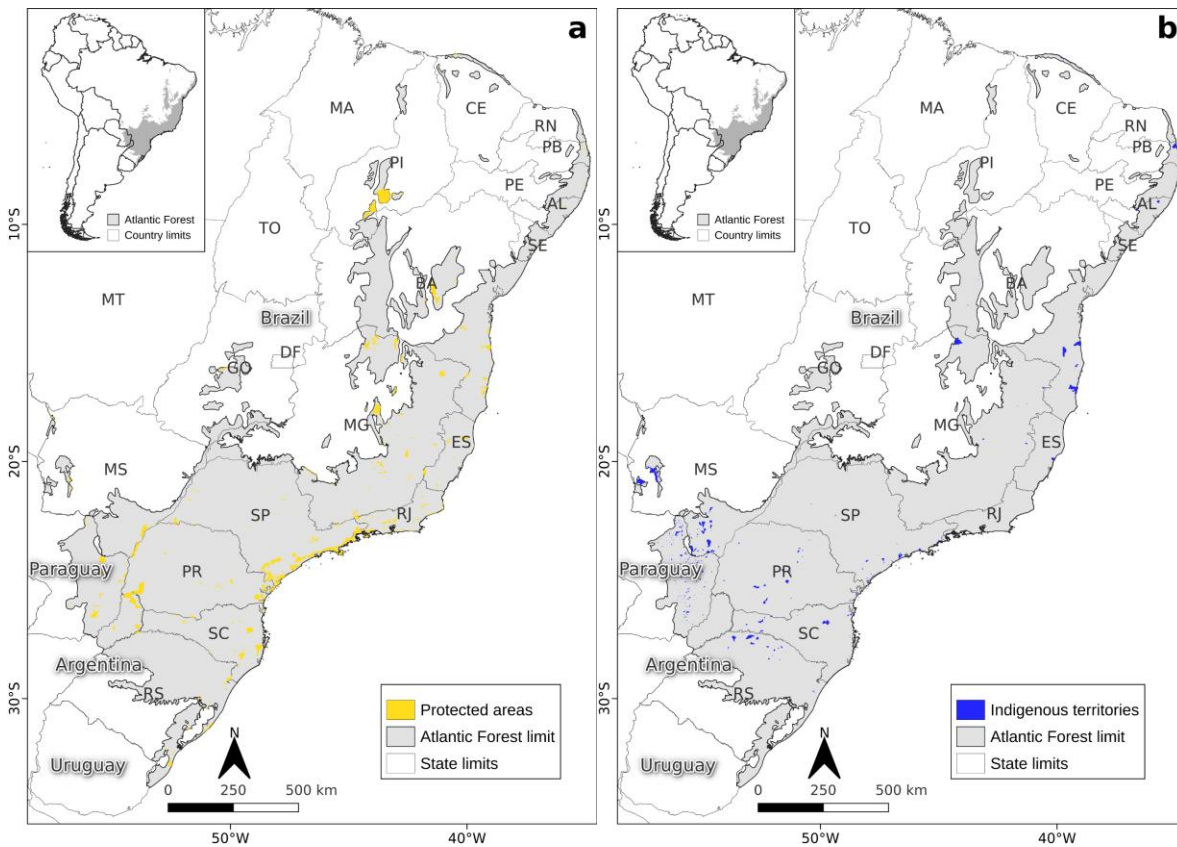 a
Atlantic Forest
Country limits
MA
CE
RN
PB
PI
PE
AL
10°S
TO
SE
BA
MT
Brazil
DF
GO
MG
ES
20°S
MS
SP
RJ
Paraguay
PR
SC
Argentina
RS
30°S
Protected areas
Atlantic Forest limit
State limits
N
Uruguay
0 250 500 km
50°W 40°W
b
Atlantic Forest
Country limits
MA
CE
RN
PB
PI
PE
AL
10°S
TO
SE
BA
MT
Brazil
DF
GO
MG
ES
20°S
MS
SP
RJ
Paraguay
PR
SC
Argentina
RS
30°S
Indigenous territories
Atlantic Forest limit
State limits
N
Uruguay
0 250 500 km
50°W 40°W